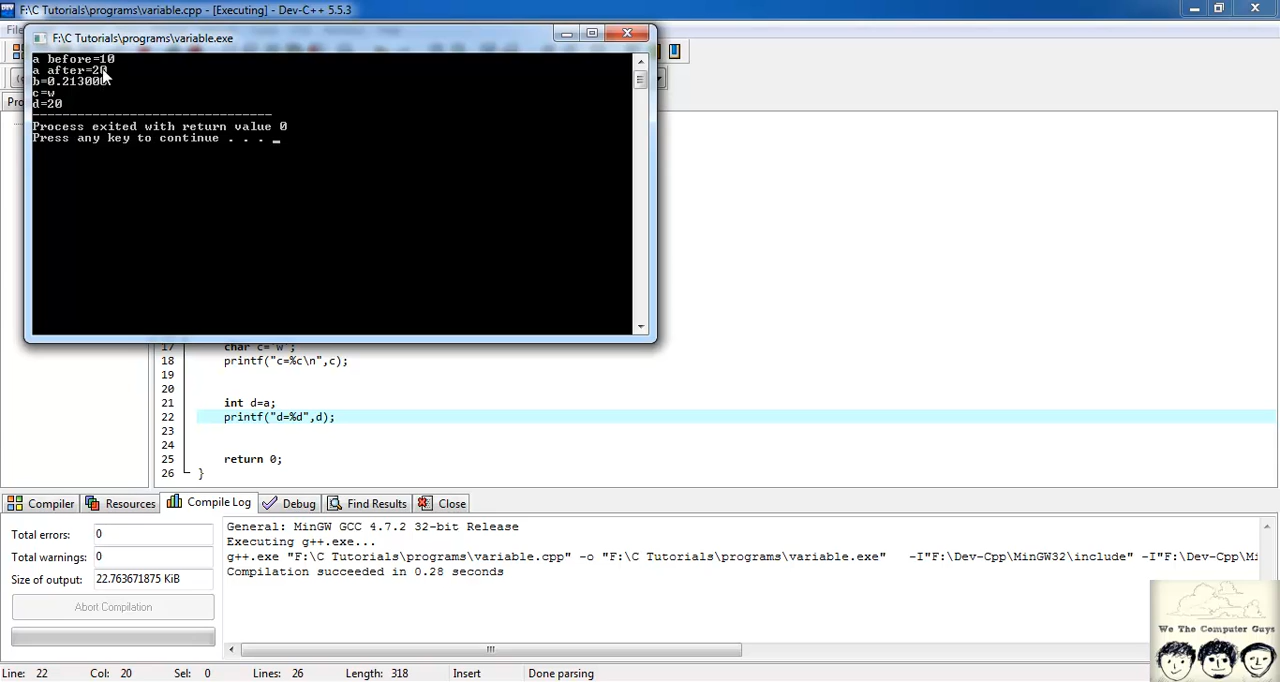 F:\C Tutorials\programs\variable.cpp - [Executing] - Dev-C++ 5.5.3
File
F:\C Tutorials\programs\variable.exe
a before=10
a after=20
b=0.213000
c=w
d=20
--------------------------------
Process exited with return value 0
Press any key to continue . . . _
17 char c='w';
18 printf("c=%c\n",c);
19
20
21 int d=a;
22 printf("d=%d",d);
23
24
25 return 0;
26 }
Compiler Resources Compile Log Debug Find Results Close
Total errors: 0
Total warnings: 0
Size of output: 22.763671875 KiB
Abort Compilation
General: MinGW GCC 4.7.2 32-bit Release
Executing g++.exe...
g++.exe "F:\C Tutorials\programs\variable.cpp" -o "F:\C Tutorials\programs\variable.exe" -I"F:\Dev-Cpp\MinGW32\include" -I"F:\Dev-Cpp\Mi
Compilation succeeded in 0.28 seconds
We The Computer Guys
Line: 22 Col: 20 Sel: 0 Lines: 26 Length: 318 Insert Done parsing